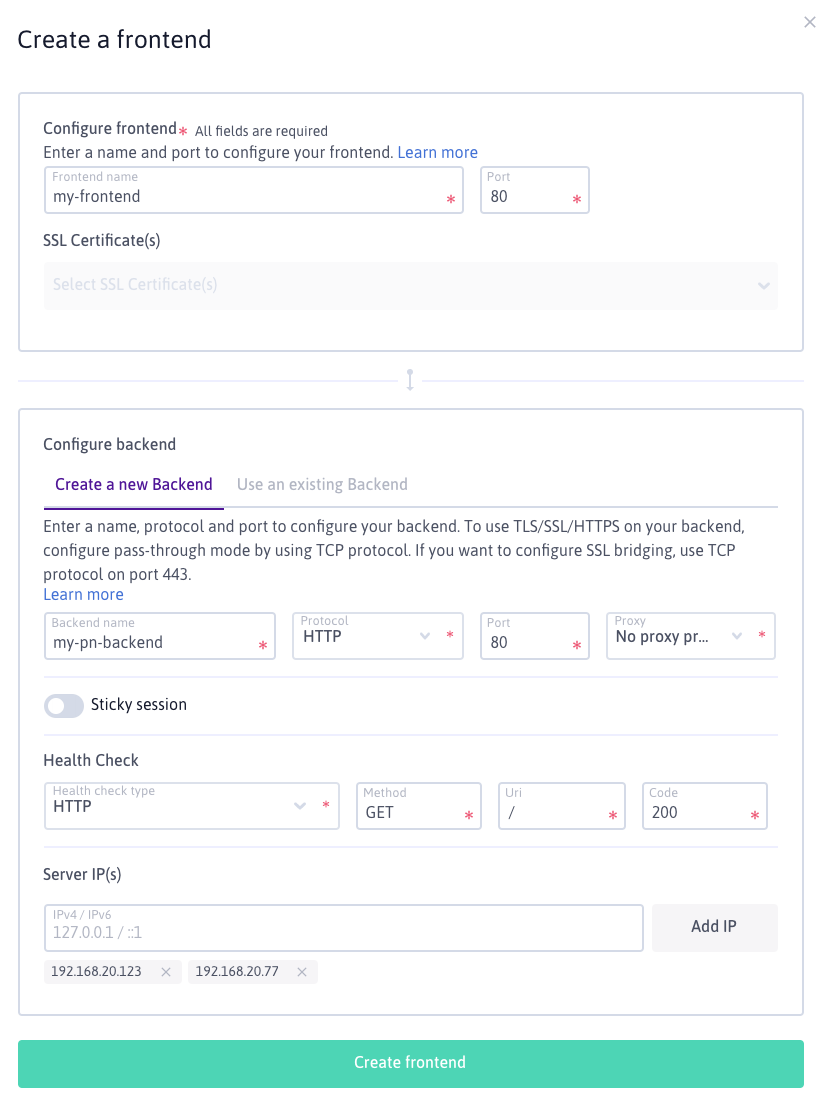 Create a frontend
Configure frontend* All fields are required
Enter a name and port to configure your frontend. Learn more
Frontend name
my-frontend *
Port
80 *
SSL Certificate(s)
Select SSL Certificate(s)
Configure backend
Create a new Backend
Use an existing Backend
Enter a name, protocol and port to configure your backend. To use TLS/SSL/HTTPS on your backend,
configure pass-through mode by using TCP protocol. If you want to configure SSL bridging, use TCP
protocol on port 443.
Learn more
Backend name
my-pn-backend *
Protocol
HTTP *
Port
80 *
Proxy
No proxy pr... *
Sticky session
Health Check
Health check type
HTTP *
Method
GET *
Uri
/ *
Code
200 *
Server IP(s)
IPv4 / IPv6
127.0.0.1 / ::1
Add IP
192.168.20.123
192.168.20.77
Create frontend